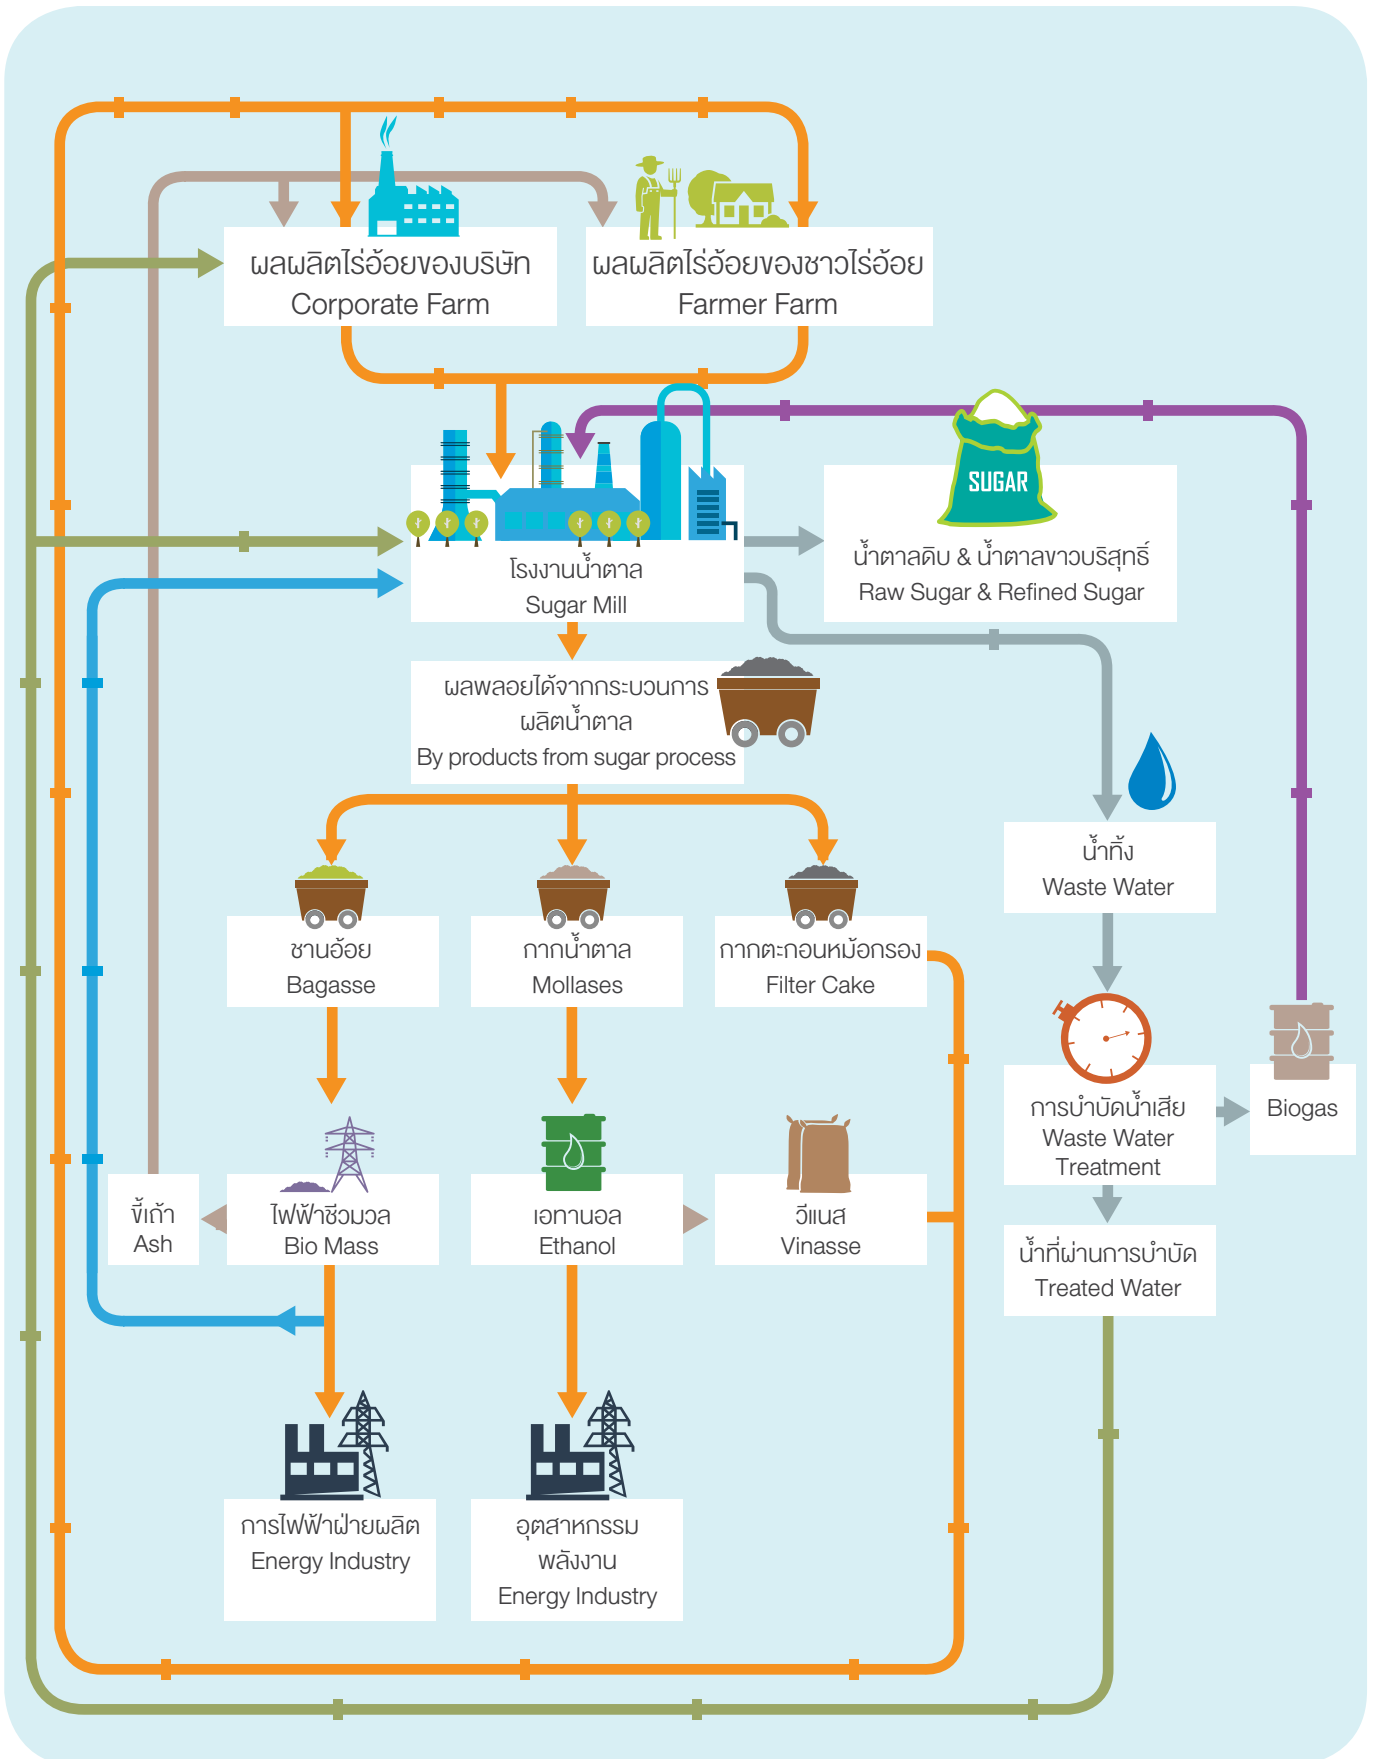 ผลผลิตไร่อ้อยของบริษัท
Corporate Farm
ผลผลิตไร่อ้อยของชาวไร่อ้อย
Farmer Farm
SUGAR
โรงงานน้ำตาล
Sugar Mill
น้ำตาลดิบ & น้ำตาลขาวบริสุทธิ์
Raw Sugar & Refined Sugar
ผลพลอยได้จากกระบวนการ
ผลิตน้ำตาล
By products from sugar process
น้ำทิ้ง
Waste Water
ชานอ้อย
Bagasse
กากน้ำตาล
Mollases
กากตะกอนหม้อกรอง
Filter Cake
การบำบัดน้ำเสีย
Waste Water
Treatment
Biogas
ขี้เถ้า
Ash
ไฟฟ้าชีวมวล
Bio Mass
เอทานอล
Ethanol
วีแนส
Vinasse
น้ำที่ผ่านการบำบัด
Treated Water
การไฟฟ้าฝ่ายผลิต
Energy Industry
อุตสาหกรรม
พลังงาน
Energy Industry